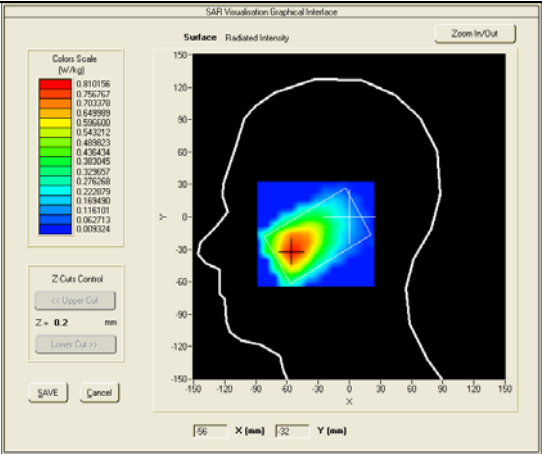 SAR Visualisation Graphical Interface
Surface Radiated Intensity
Zoom In/Out
Colors Scale
(W/kg)
0.810156
0.756767
0.703378
0.649989
0.596600
0.543212
0.489823
0.436434
0.383045
0.329657
0.276268
0.222879
0.169490
0.116101
0.062713
0.009324
150
120
90
60
30
0
-30
-60
-90
-120
-150
Y
-150 -120 -90 -60 -30 0 30 60 90 120 150
X
Z-Cuts Control
<< Upper Cut
Z = 0.2 mm
Lower Cut >>
SAVE Cancel
-56 X (mm) -32 Y (mm)